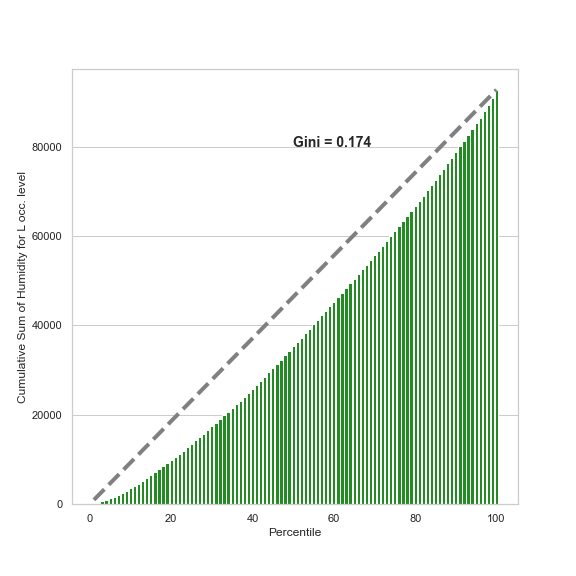 Gini = 0.174
Cumulative Sum of Humidity for L occ. level
80000
60000
40000
20000
0
0 20 40 60 80 100
Percentile